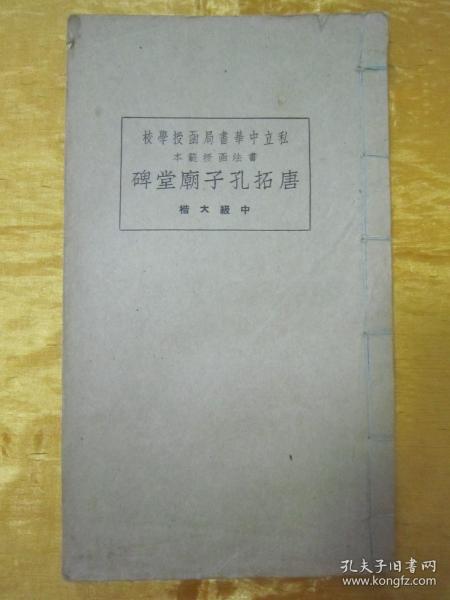 私立中華書局函授學校
書法函授範本
唐拓孔子廟堂碑
中級大楷
孔夫子旧书网
www.kongfz.com